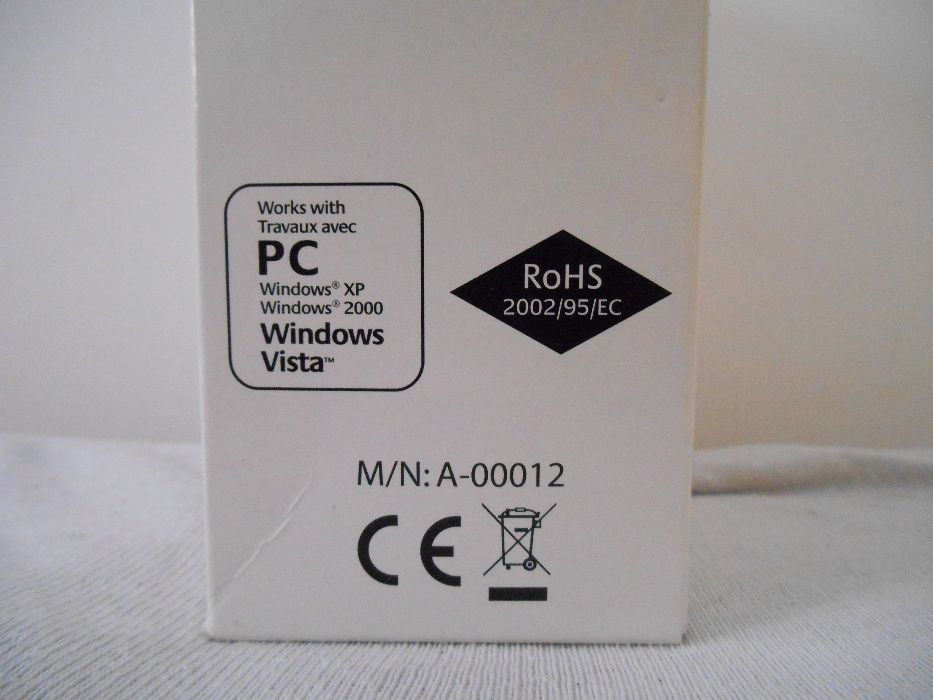 Works with
Travaux avec
PC
Windows® XP
Windows® 2000
Windows
Vista™
RoHS
2002/95/EC
M/N: A-00012
CE